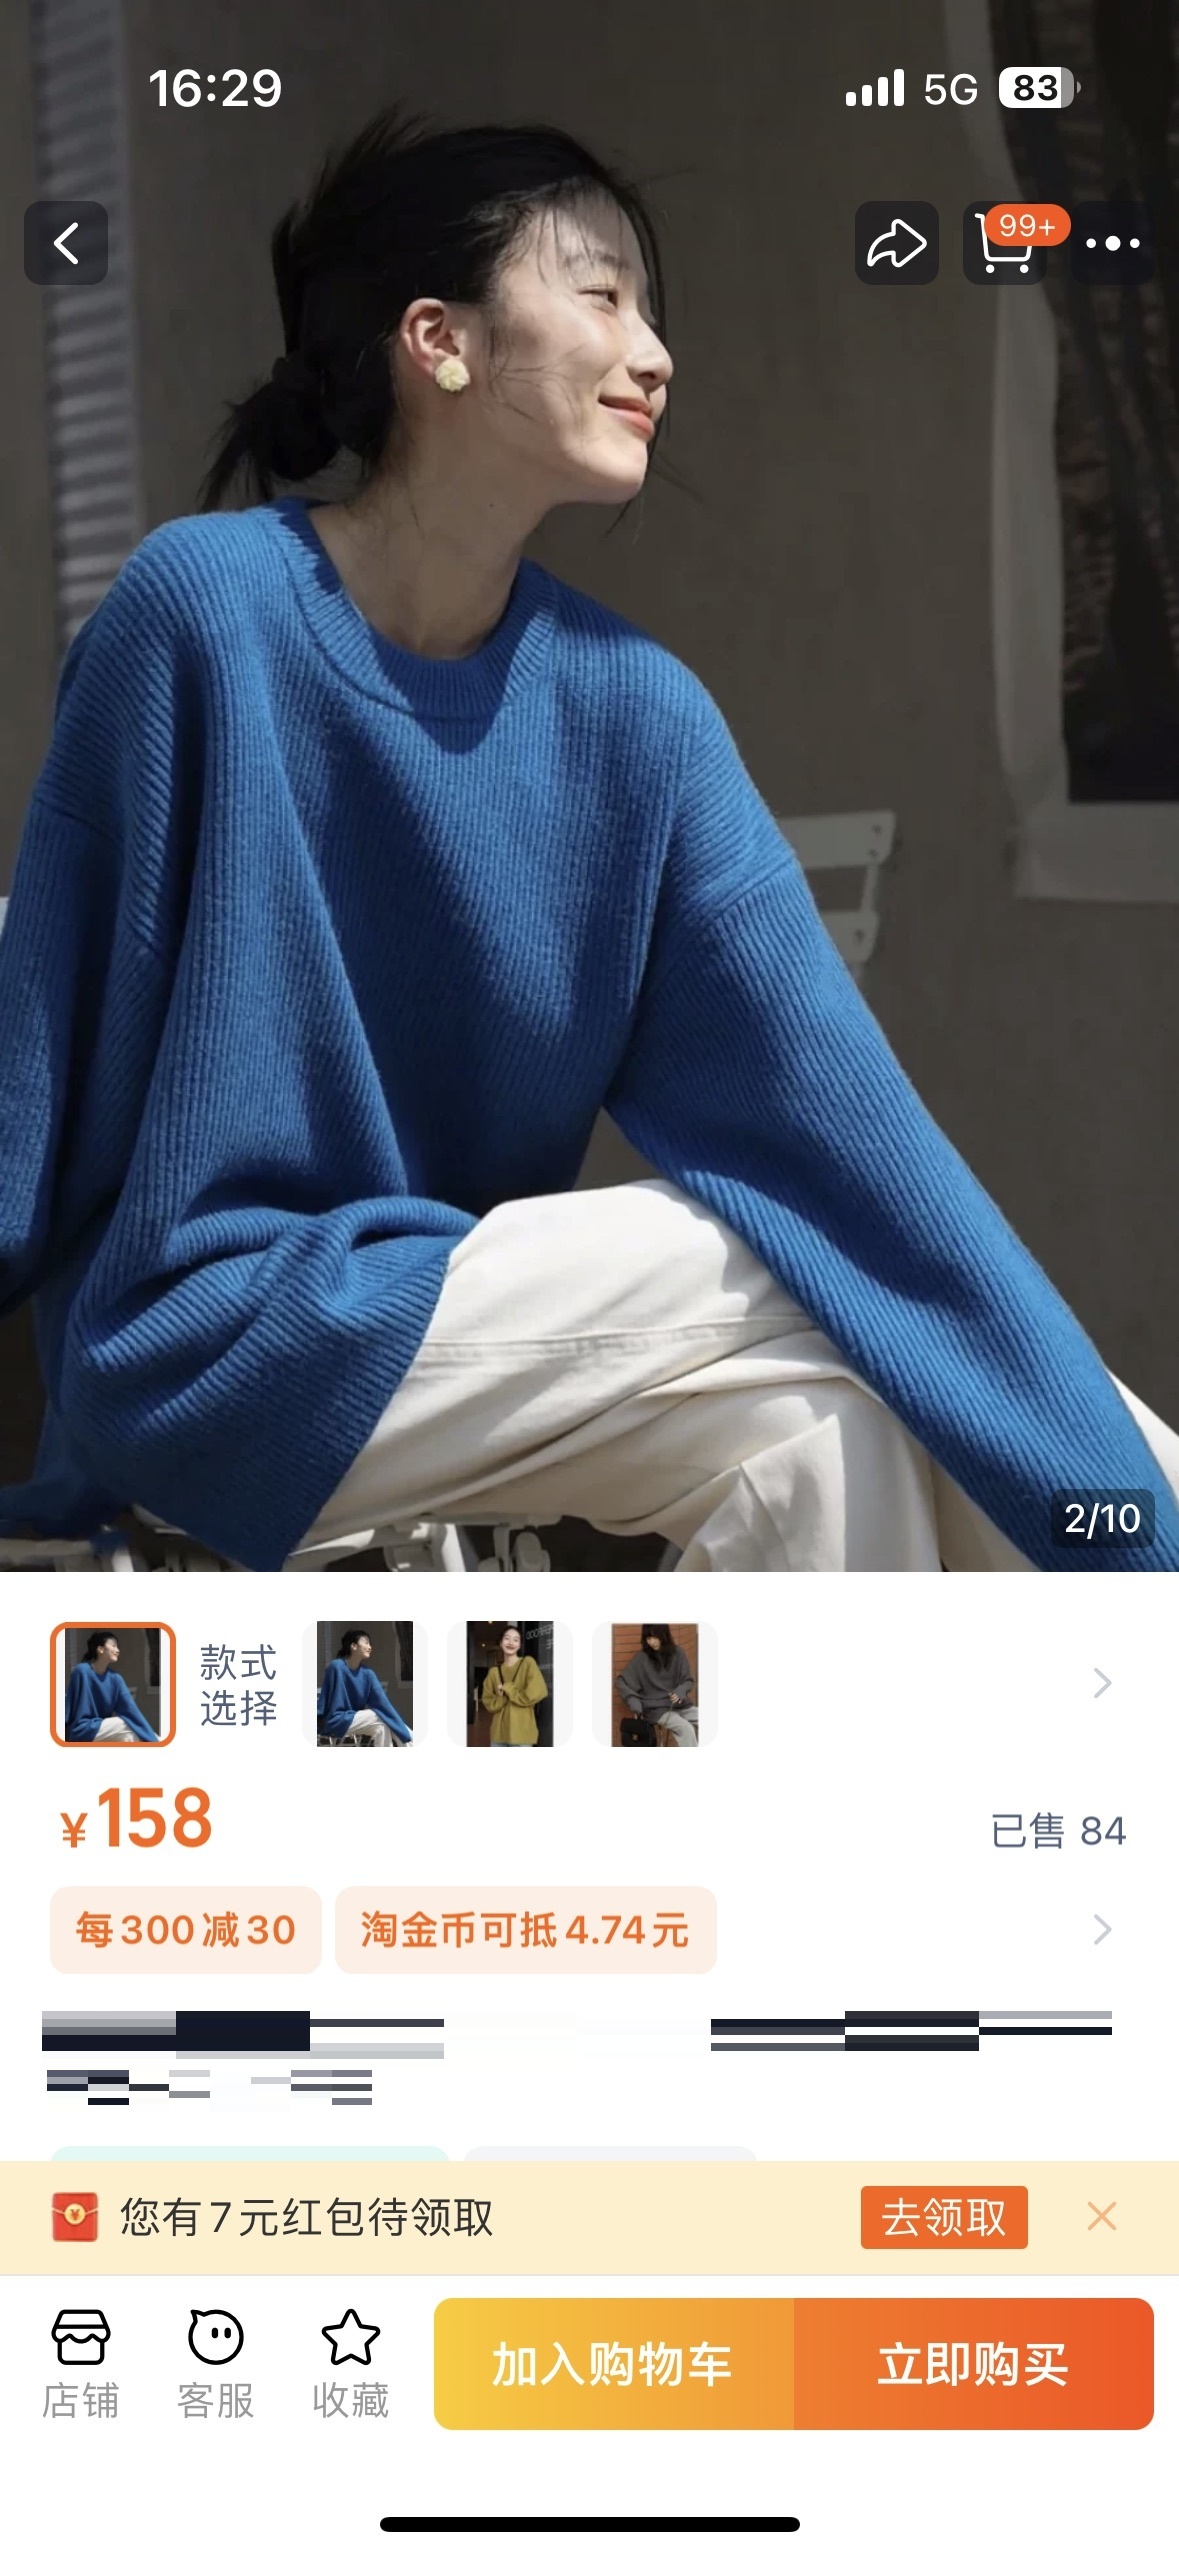 16:29
5G
83
99+
2/10
款式
选择
¥158
已售 84
每300减30
淘金币可抵4.74元
您有7元红包待领取
去领取
店铺
客服
收藏
加入购物车
立即购买